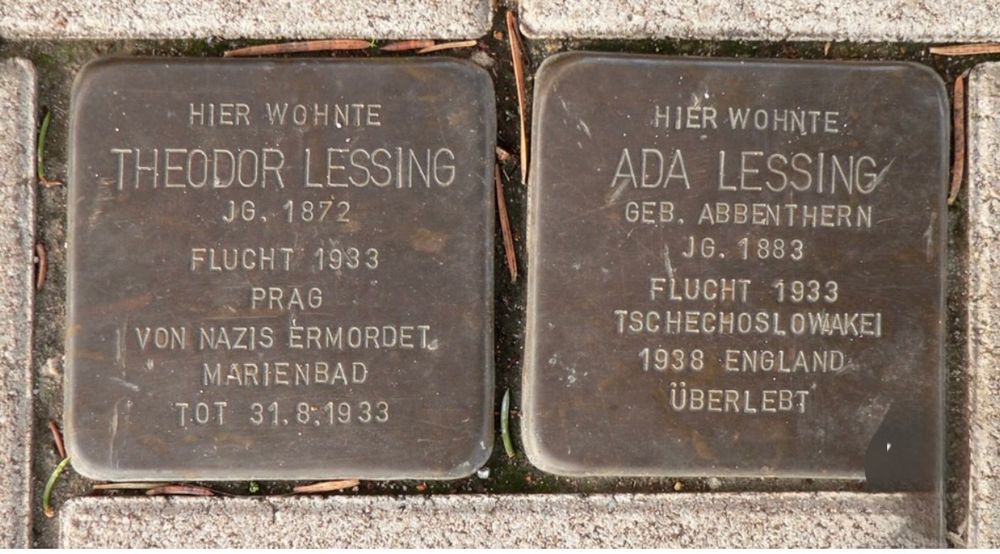 HIER WOHNTE
THEODOR LESSING
JG. 1872
FLUCHT 1933
PRAG
VON NAZIS ERMORDET
MARIENBAD
TOT 31.8.1933
HIER WOHNTE
ADA LESSING
GEB. ABBENTHERN
JG. 1883
FLUCHT 1933
TSCHECHOSLOWAKEI
1938 ENGLAND
ÜBERLEBT